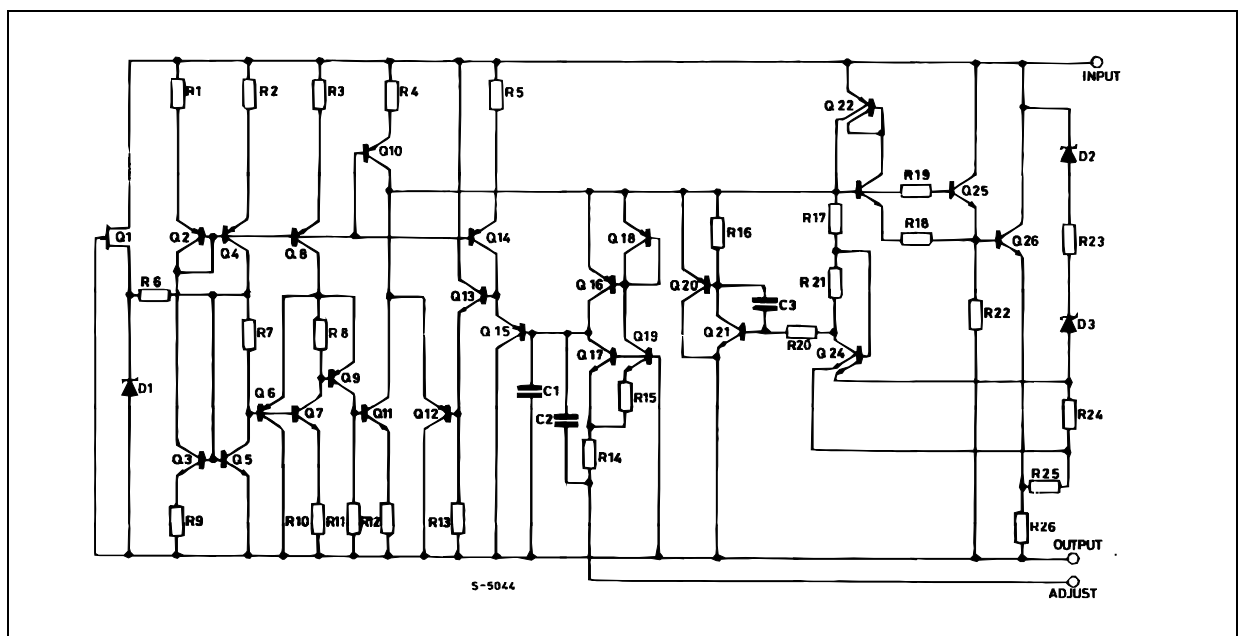 INPUT
R1
R2
R3
R4
R5
Q22
D2
Q10
R19
Q25
R17
R18
Q1
Q2
Q4
Q8
Q14
Q18
R16
Q26
R23
R6
Q13
Q16
Q20
C3
R21
R7
R8
Q15
Q17
Q19
Q21
R20
Q24
R22
D3
D1
Q6
Q7
Q9
Q11
Q12
C1
C2
R15
R24
Q3
Q5
R14
R25
R9
R10
R11
R12
R13
R26
OUTPUT
S-5044
ADJUST